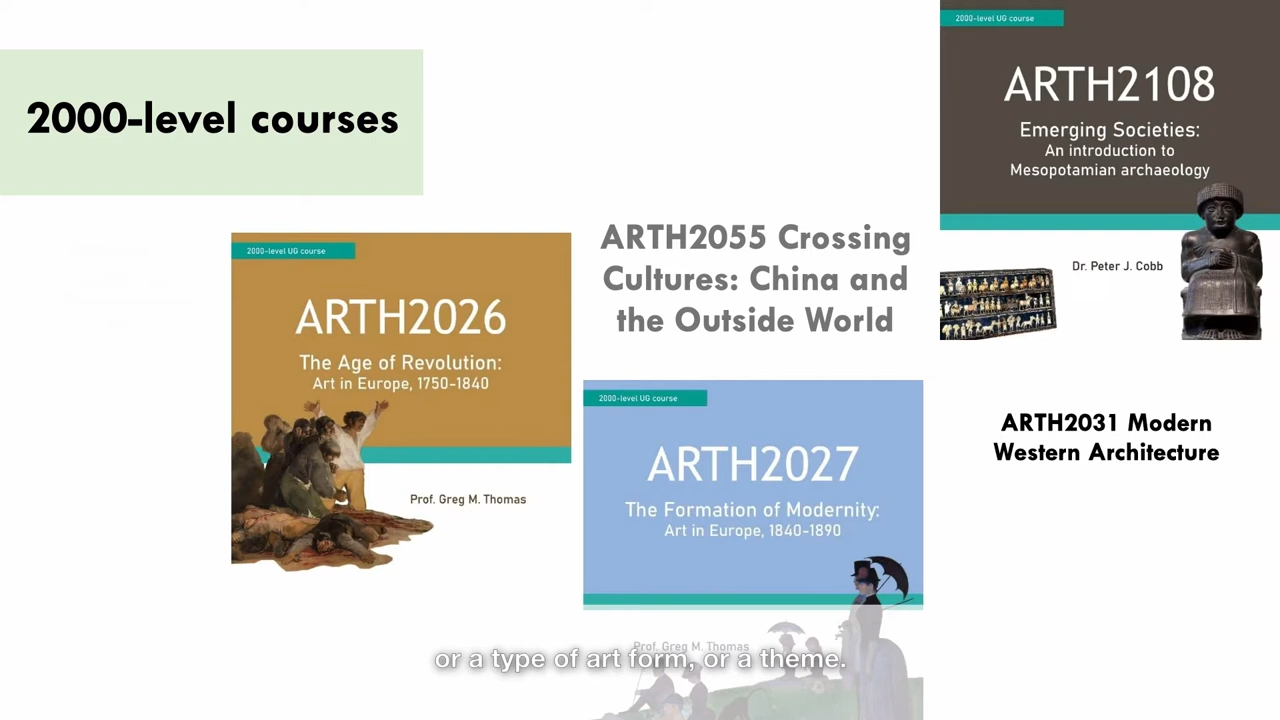 2000-level courses
2000-level UG course
ARTH2026
The Age of Revolution:
Art in Europe, 1750-1840
Prof. Greg M. Thomas
ARTH2055 Crossing
Cultures: China and
the Outside World
2000-level UG course
ARTH2027
The Formation of Modernity:
Art in Europe, 1840-1890
Prof. Greg M. Thomas
2000-level UG course
ARTH2108
Emerging Societies:
An introduction to
Mesopotamian archaeology
Dr. Peter J. Cobb
ARTH2031 Modern
Western Architecture
or a type of art form, or a theme.